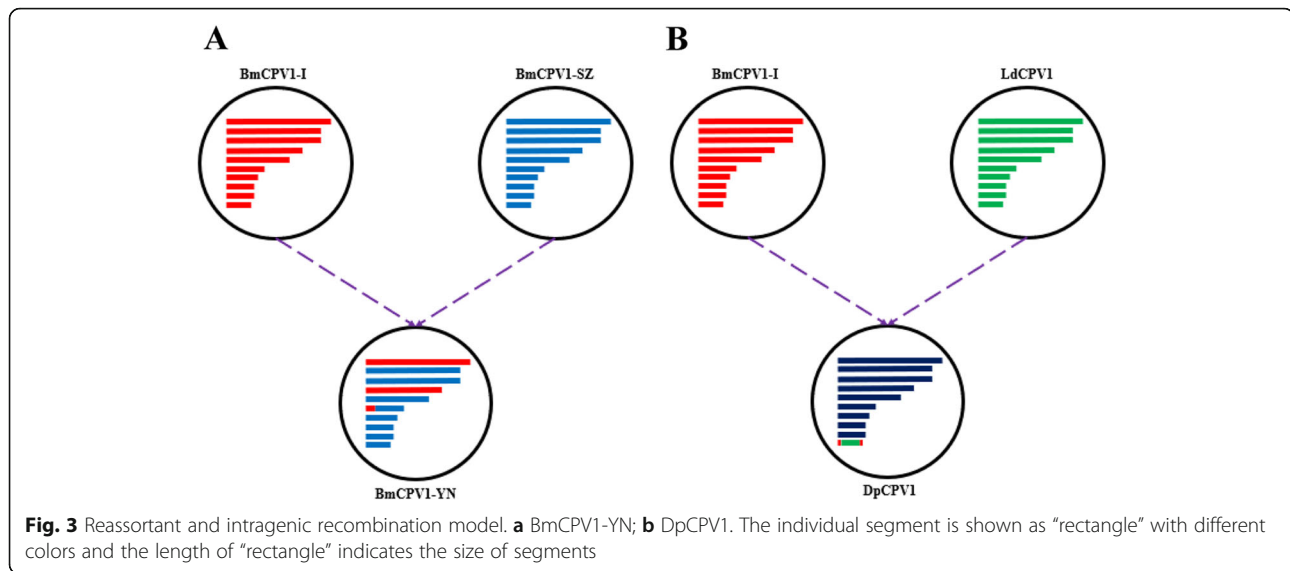 A
B
BmCPV1-I
BmCPV1-SZ
BmCPV1-I
LdCPV1
BmCPV1-YN
DpCPV1
Fig. 3 Reassortant and intragenic recombination model. a BmCPV1-YN; b DpCPV1. The individual segment is shown as “rectangle” with different
colors and the length of “rectangle” indicates the size of segments